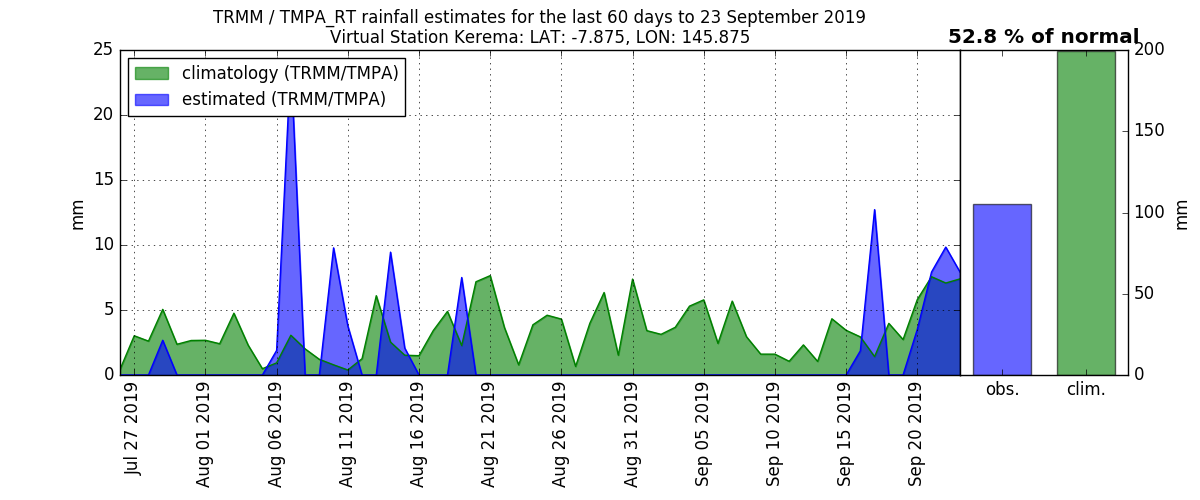 TRMM / TMPA_RT rainfall estimates for the last 60 days to 23 September 2019
Virtual Station Kerema: LAT: -7.875, LON: 145.875
52.8 % of normal
climatology (TRMM/TMPA)
estimated (TRMM/TMPA)
25
20
15
10
5
0
mm
Jul 27 2019
Aug 01 2019
Aug 06 2019
Aug 11 2019
Aug 16 2019
Aug 21 2019
Aug 26 2019
Aug 31 2019
Sep 05 2019
Sep 10 2019
Sep 15 2019
Sep 20 2019
200
150
100
50
0
mm
obs.
clim.